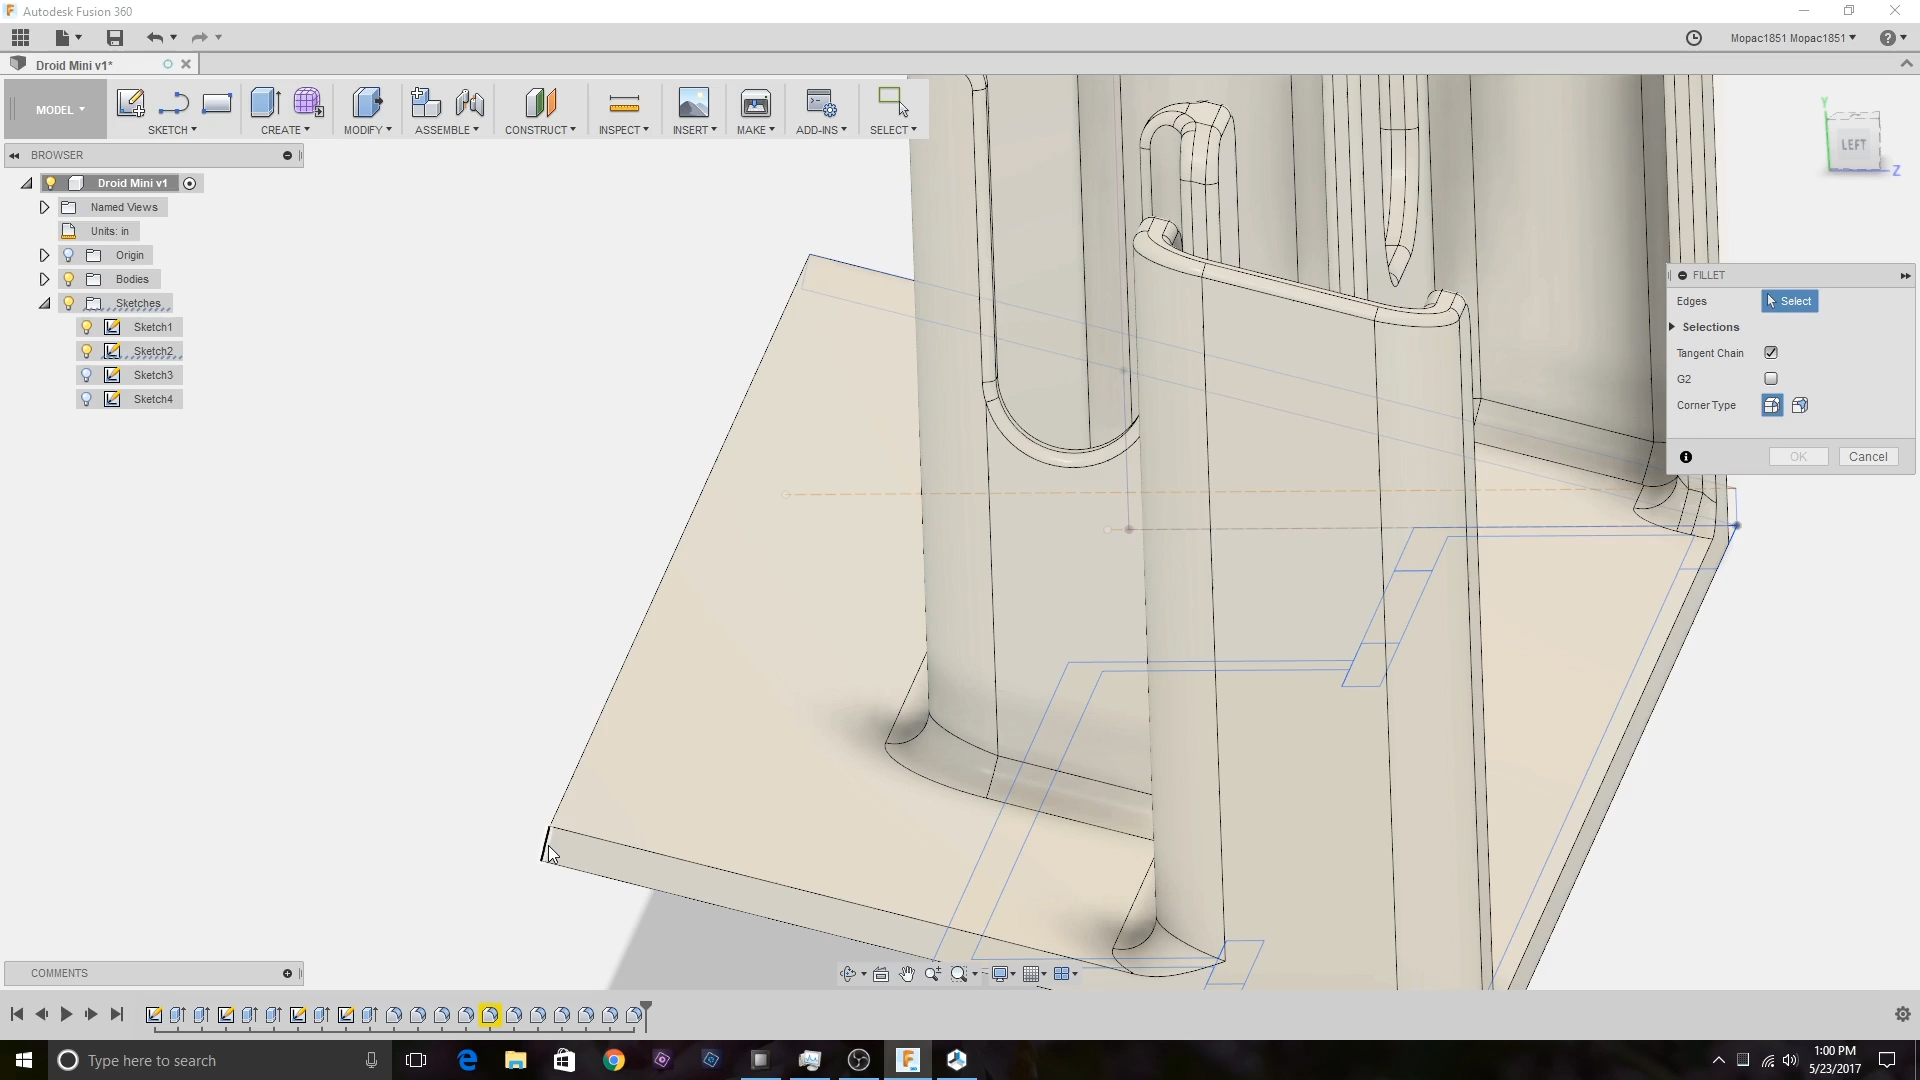 Autodesk Fusion 360
Mopac1851 Mopac1851
Droid Mini v1*
MODEL
SKETCH
CREATE
MODIFY
ASSEMBLE
CONSTRUCT
INSPECT
INSERT
MAKE
ADD-INS
SELECT
BROWSER
Droid Mini v1
Named Views
Units: in
Origin
Bodies
Sketches
Sketch1
Sketch2
Sketch3
Sketch4
Y
LEFT
Z
FILLET
Edges
Select
Selections
Tangent Chain
G2
Corner Type
OK
Cancel
COMMENTS
Type here to search
1:00 PM
5/23/2017